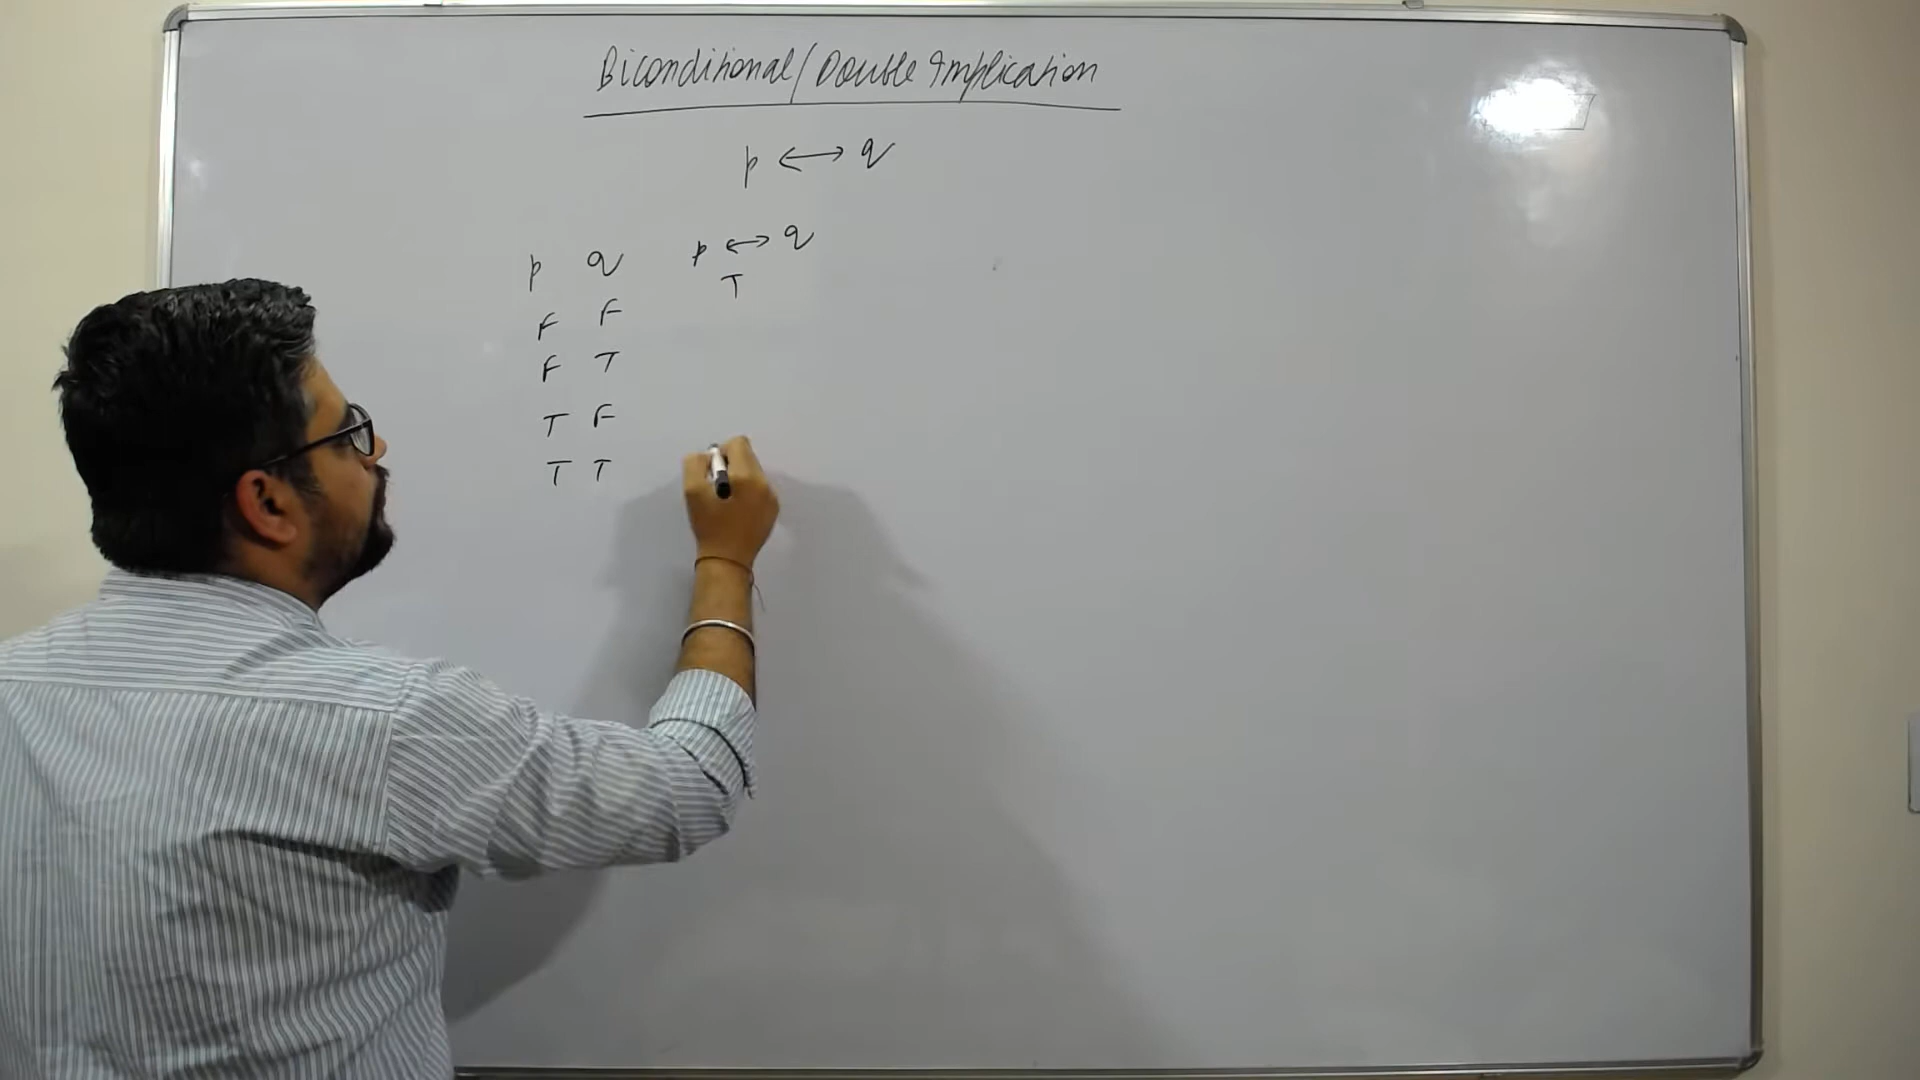 Biconditional/Double Implication
p ↔ q
p q p ↔ q
F F T
F T
T F
T T